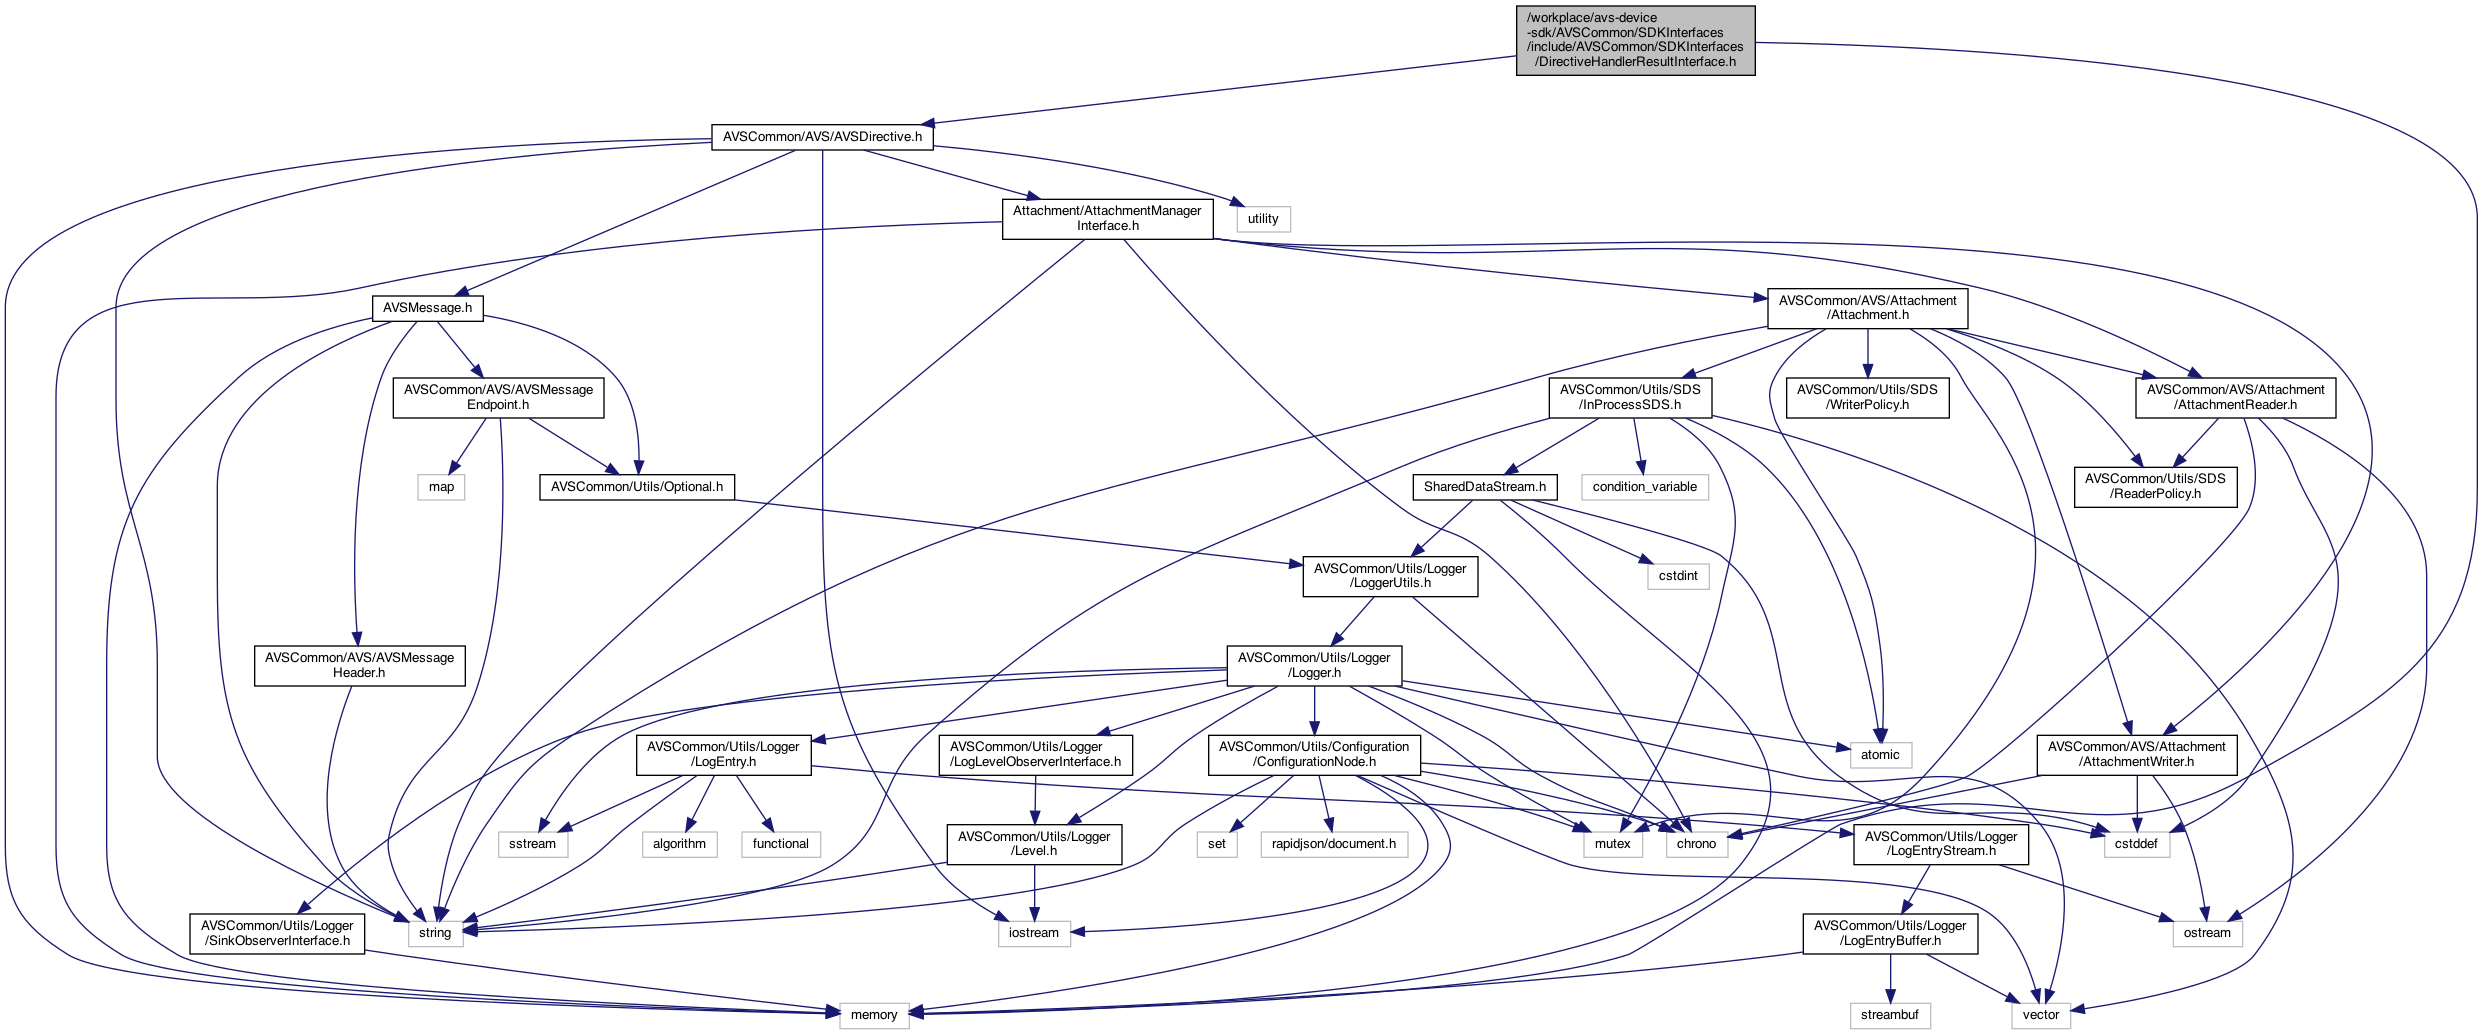 /workplace/avs-device
-sdk/AVSCommon/SDKInterfaces
/include/AVSCommon/SDKInterfaces
/DirectiveHandlerResultInterface.h
AVSCommon/AVS/AVSDirective.h
Attachment/AttachmentManager
Interface.h
utility
AVSMessage.h
AVSCommon/AVS/Attachment
/Attachment.h
AVSCommon/AVS/AVSMessage
Endpoint.h
AVSCommon/Utils/SDS
/InProcessSDS.h
AVSCommon/Utils/SDS
/WriterPolicy.h
AVSCommon/AVS/Attachment
/AttachmentReader.h
map
AVSCommon/Utils/Optional.h
SharedDataStream.h
condition_variable
AVSCommon/Utils/SDS
/ReaderPolicy.h
AVSCommon/Utils/Logger
/LoggerUtils.h
cstdint
AVSCommon/AVS/AVSMessage
Header.h
AVSCommon/Utils/Logger
/Logger.h
AVSCommon/Utils/Logger
/LogEntry.h
AVSCommon/Utils/Logger
/LogLevelObserverInterface.h
AVSCommon/Utils/Configuration
/ConfigurationNode.h
atomic
AVSCommon/AVS/Attachment
/AttachmentWriter.h
sstream
algorithm
functional
AVSCommon/Utils/Logger
/Level.h
set
rapidjson/document.h
mutex
chrono
AVSCommon/Utils/Logger
/LogEntryStream.h
cstddef
AVSCommon/Utils/Logger
/SinkObserverInterface.h
string
iostream
AVSCommon/Utils/Logger
/LogEntryBuffer.h
ostream
memory
streambuf
vector